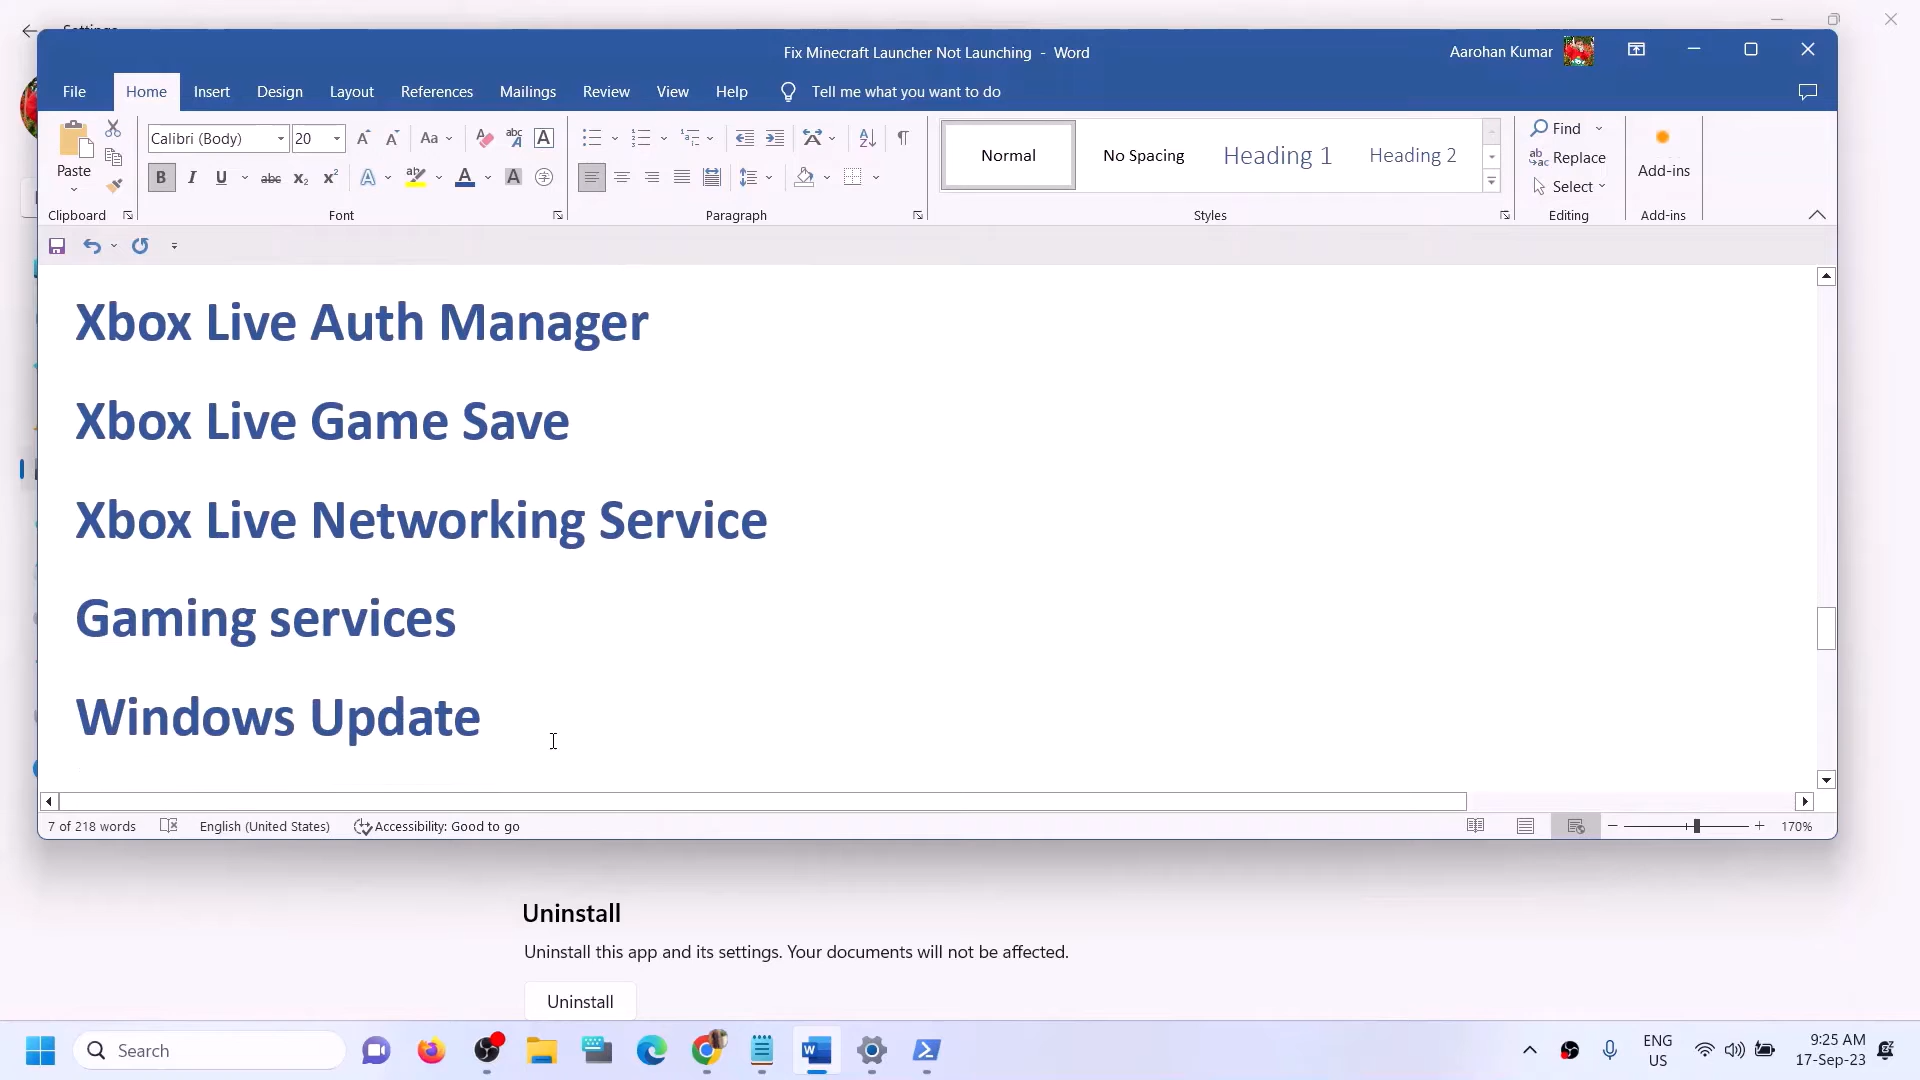 Settings
Fix Minecraft Launcher Not Launching - Word
Aarohan Kumar
File Home Insert Design Layout References Mailings Review View Help Tell me what you want to do
Calibri (Body) 20 Aa
Paste
Clipboard Font Paragraph
Normal No Spacing Heading 1 Heading 2
Styles
Find
Replace
Select
Editing
Add-ins
Add-ins
Xbox Live Auth Manager
Xbox Live Game Save
Xbox Live Networking Service
Gaming services
Windows Update
7 of 218 words English (United States) Accessibility: Good to go 170%
Uninstall
Uninstall this app and its settings. Your documents will not be affected.
Uninstall
Search
ENG
US
9:25 AM
17-Sep-23